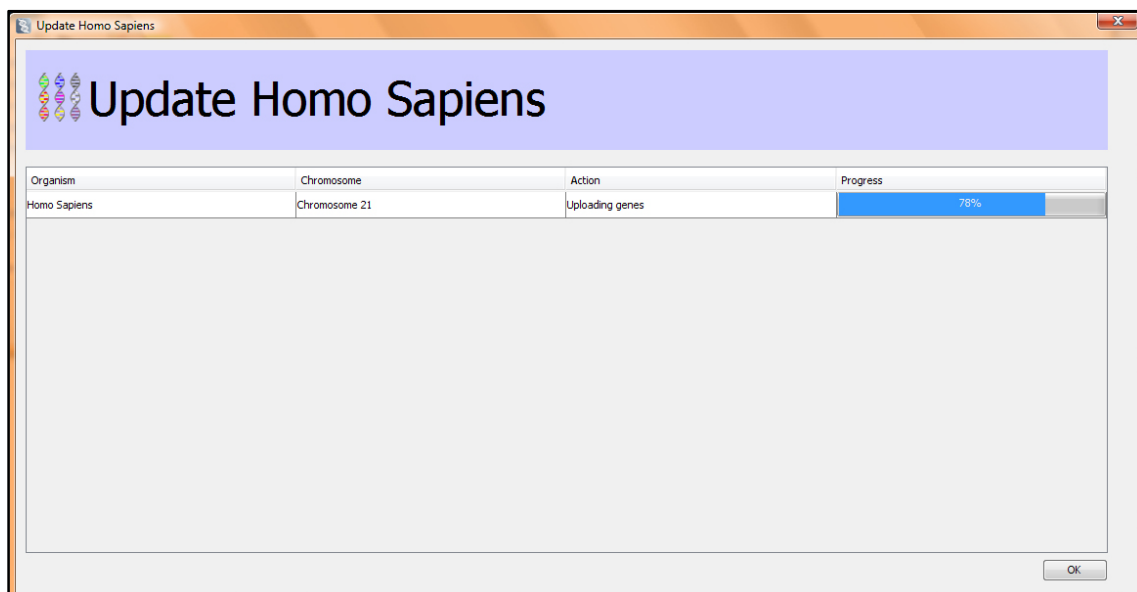 Update Homo Sapiens
Update Homo Sapiens
Organism Chromosome Action Progress
Homo Sapiens Chromosome 21 Uploading genes 78%
OK